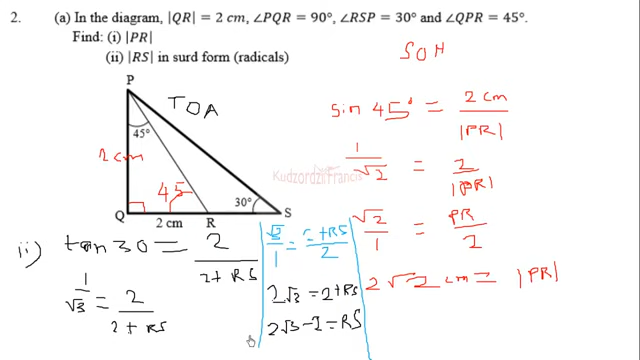 2. (a) In the diagram, |QR| = 2 cm, ∠PQR = 90°, ∠RSP = 30° and ∠QPR = 45°.
Find: (i) |PR|
(ii) |RS| in surd form (radicals)
SOH
P
TOA
45°
2 cm
45
30°
Q
2 cm
R
S
Kudzordzi Francis
sin 45° = 2 cm / |PR|
1/√2 = 2/|PR|
√2/1 = PR/2
2√2 cm = |PR|
ii) tan 30 = 2 / 2 + RS
1/√3 = 2 / 2 + RS
√3/1 = 2+RS / 2
2√3 = 2+RS
2√3 - 2 = RS